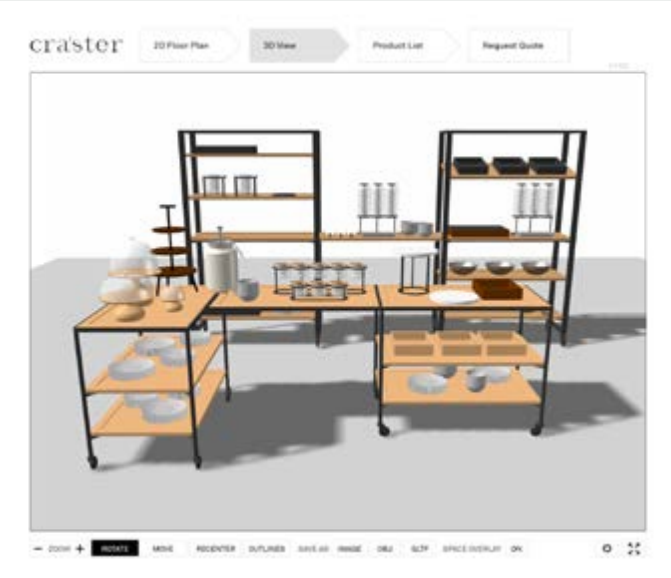 craster
2D Floor Plan
3D View
Product List
Request Quote
− ZOOM + ROTATE MOVE RECENTER OUTLINES SAVE AS IMAGE OBJ GLTF SPACE OVERLAY ON